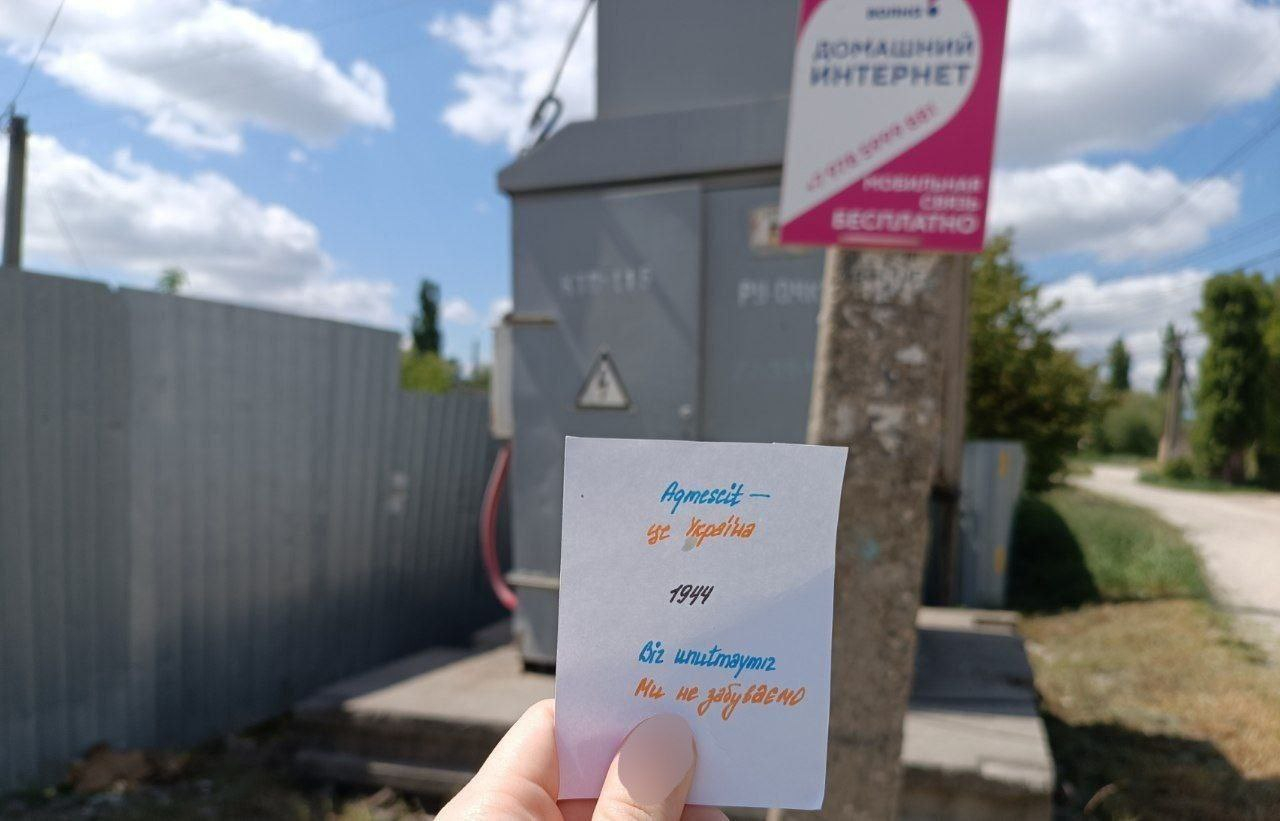 ДОМАШНИЙ
ИНТЕРНЕТ
МОБИЛЬНАЯ
СВЯЗЬ
БЕСПЛАТНО
Aqmescit —
це Україна
1944
Biz unutmaymız
Ми не забуваємо